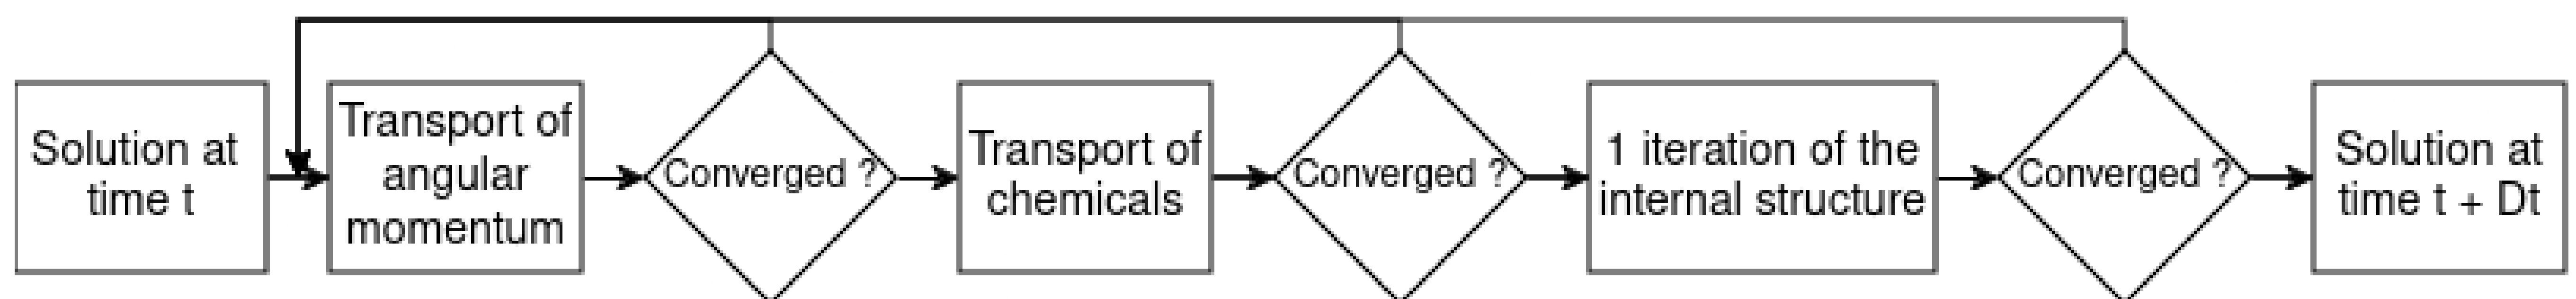 Solution at
time t
Transport of
angular
momentum
Converged ?
Transport of
chemicals
Converged ?
1 iteration of the
internal structure
Converged ?
Solution at
time t + Dt